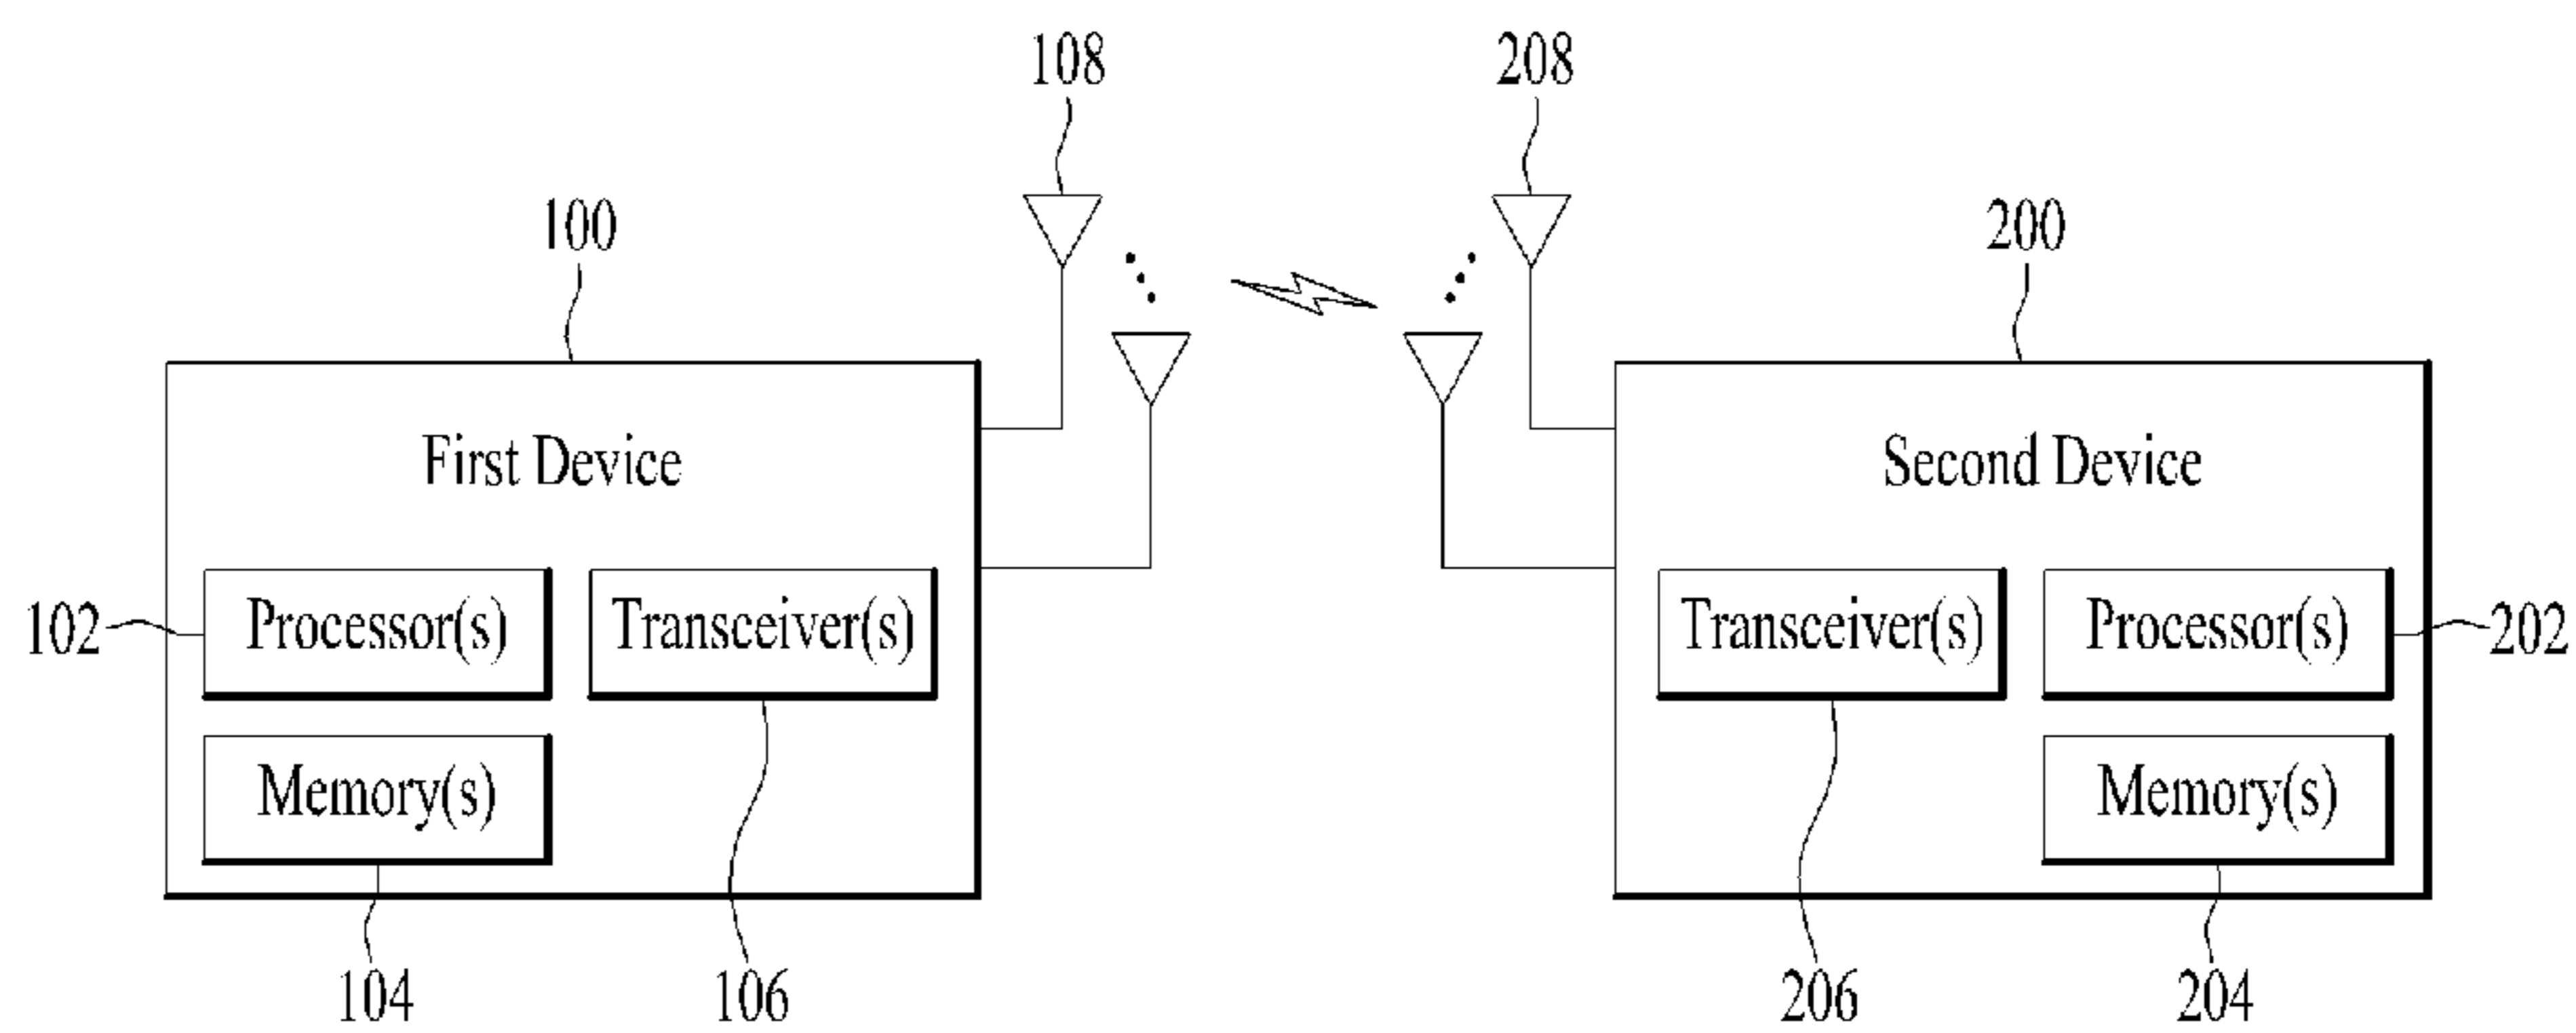 108 208
100 200
First Device Second Device
102 Processor(s) Transceiver(s) Transceiver(s) Processor(s) 202
Memory(s) Memory(s)
104 106 206 204